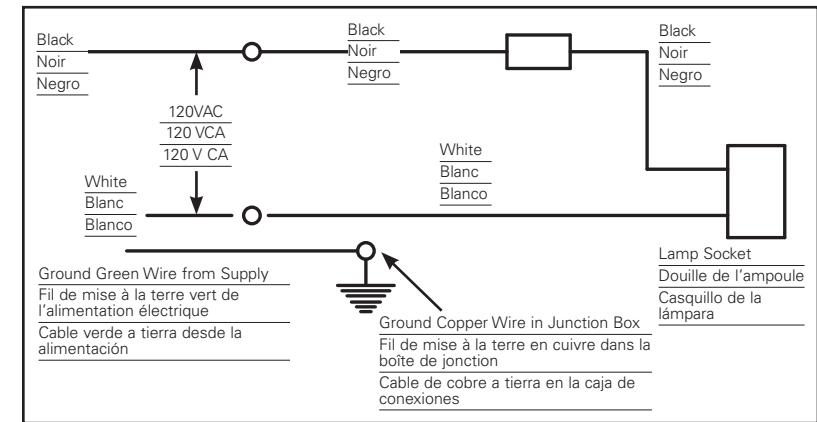 Black
Noir
Negro
120VAC
120 VCA
120 V CA
Black
Noir
Negro
Black
Noir
Negro
White
Blanc
Blanco
White
Blanc
Blanco
Lamp Socket
Douille de l'ampoule
Casquillo de la
lámpara
Ground Green Wire from Supply
Fil de mise à la terre vert de
l'alimentation électrique
Cable verde a tierra desde la
alimentación
Ground Copper Wire in Junction Box
Fil de mise à la terre en cuivre dans la
boîte de jonction
Cable de cobre a tierra en la caja de
conexiones